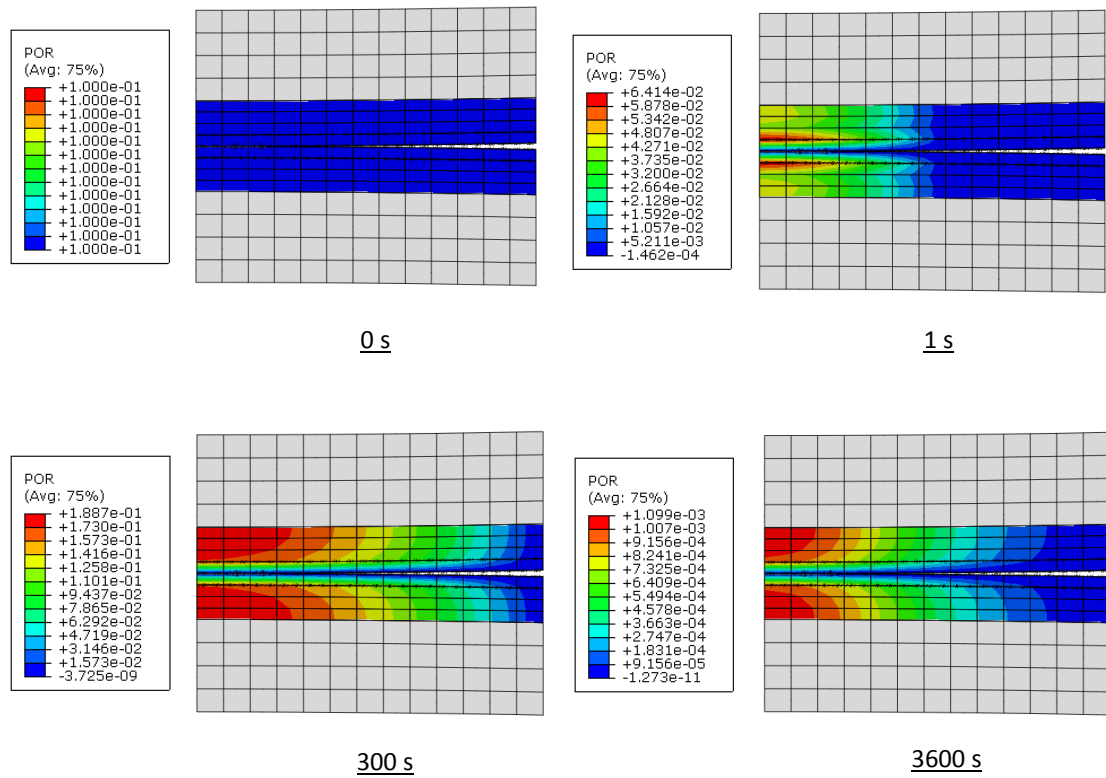 POR
(Avg: 75%)
+1.000e-01
+1.000e-01
+1.000e-01
+1.000e-01
+1.000e-01
+1.000e-01
+1.000e-01
+1.000e-01
+1.000e-01
+1.000e-01
+1.000e-01
+1.000e-01
+1.000e-01
0 s
POR
(Avg: 75%)
+6.414e-02
+5.878e-02
+5.342e-02
+4.807e-02
+4.271e-02
+3.735e-02
+3.200e-02
+2.664e-02
+2.128e-02
+1.592e-02
+1.057e-02
+5.211e-03
-1.462e-04
1 s
POR
(Avg: 75%)
+1.887e-01
+1.730e-01
+1.573e-01
+1.416e-01
+1.258e-01
+1.101e-01
+9.437e-02
+7.865e-02
+6.292e-02
+4.719e-02
+3.146e-02
+1.573e-02
-3.725e-09
300 s
POR
(Avg: 75%)
+1.099e-03
+1.007e-03
+9.156e-04
+8.241e-04
+7.325e-04
+6.409e-04
+5.494e-04
+4.578e-04
+3.663e-04
+2.747e-04
+1.831e-04
+9.156e-05
-1.273e-11
3600 s